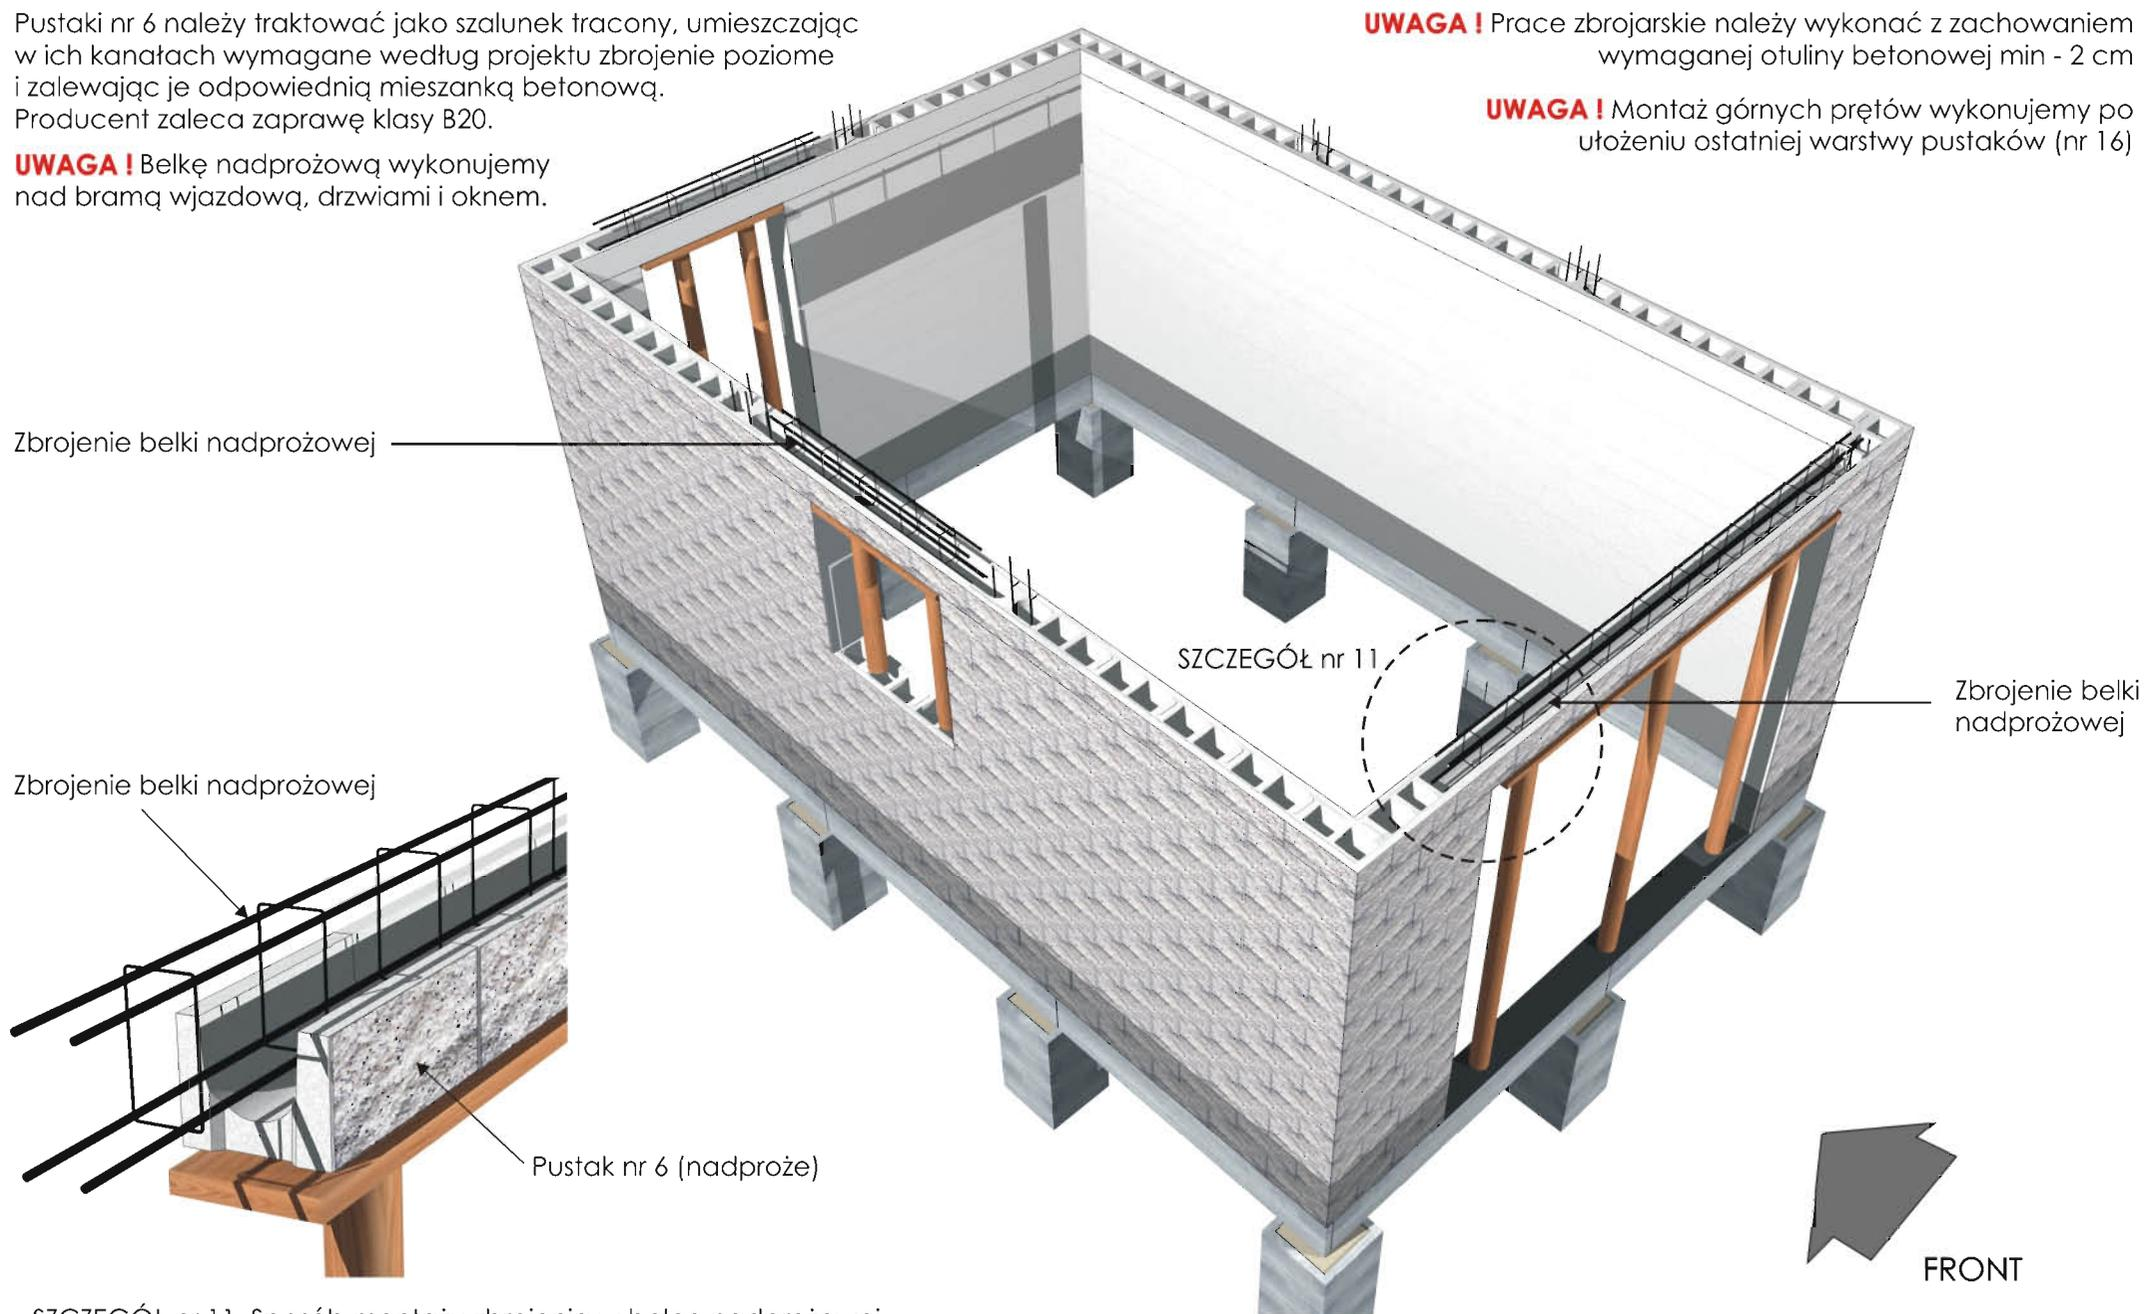 Pustaki nr 6 należy traktować jako szalunek tracony, umieszczając
w ich kanałach wymagane według projektu zbrojenie poziome
i zalewając je odpowiednią mieszanką betonową.
Producent zaleca zaprawę klasy B20.
UWAGA ! Belkę nadprożową wykonujemy
nad bramą wjazdową, drzwiami i oknem.
UWAGA ! Prace zbrojarskie należy wykonać z zachowaniem
wymaganej otuliny betonowej min - 2 cm
UWAGA ! Montaż górnych prętów wykonujemy po
ułożeniu ostatniej warstwy pustaków (nr 16)
Zbrojenie belki nadprożowej
SZCZEGÓŁ nr 11
Zbrojenie belki
nadprożowej
Zbrojenie belki nadprożowej
Pustak nr 6 (nadproże)
FRONT
SZCZEGÓŁ nr 11